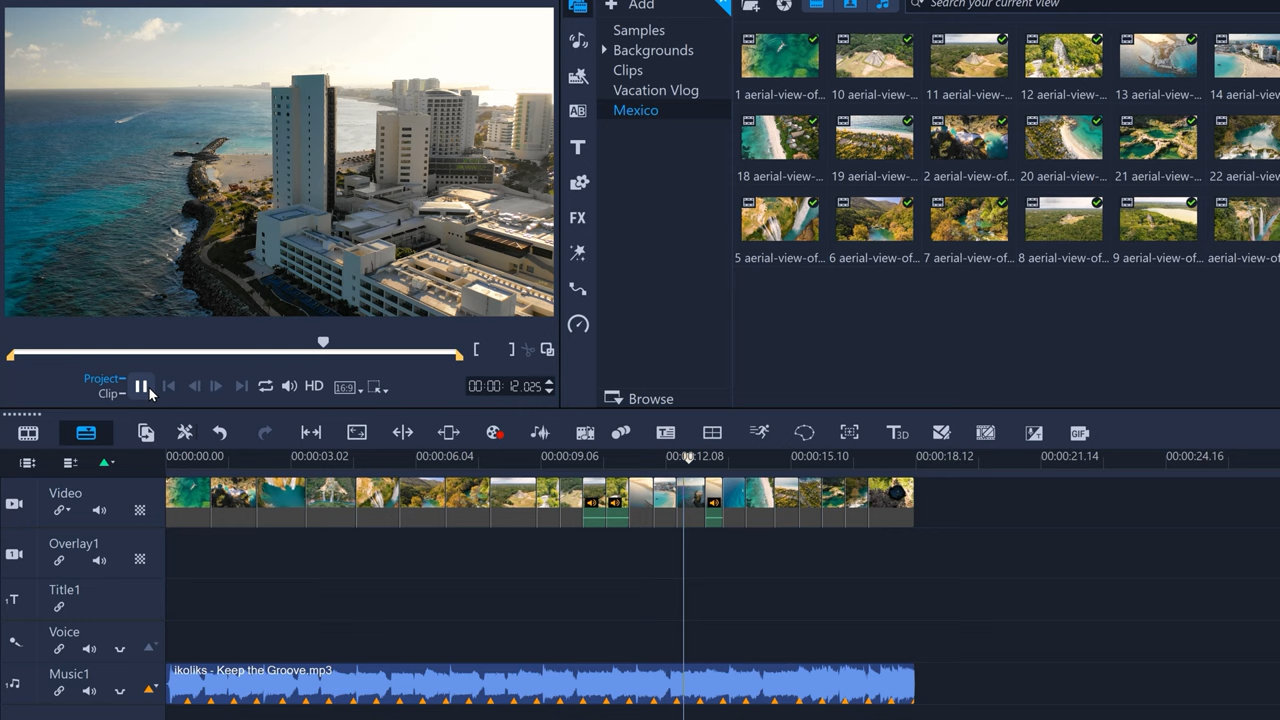 Add
Search your current view
Samples
Backgrounds
Clips
Vacation Vlog
Mexico
1 aerial-view-of...
10 aerial-view-...
11 aerial-view-...
12 aerial-view-...
13 aerial-view-...
14 aerial-view-
18 aerial-view-...
19 aerial-view-...
2 aerial-view-of...
20 aerial-view-...
21 aerial-view-...
22 aerial-view-
5 aerial-view-of...
6 aerial-view-of...
7 aerial-view-of...
8 aerial-view-of...
9 aerial-view-of...
aerial-view-of
AB
T
FX
Browse
Project
Clip
HD
16:9
00:00:12.025
T3D
GIF
00:00:00.00
00:00:03.02
00:00:06.04
00:00:09.06
00:00:12.08
00:00:15.10
00:00:18.12
00:00:21.14
00:00:24.16
Video
Overlay1
1
Title1
1T
Voice
Music1
1
ikoliks - Keep the Groove.mp3